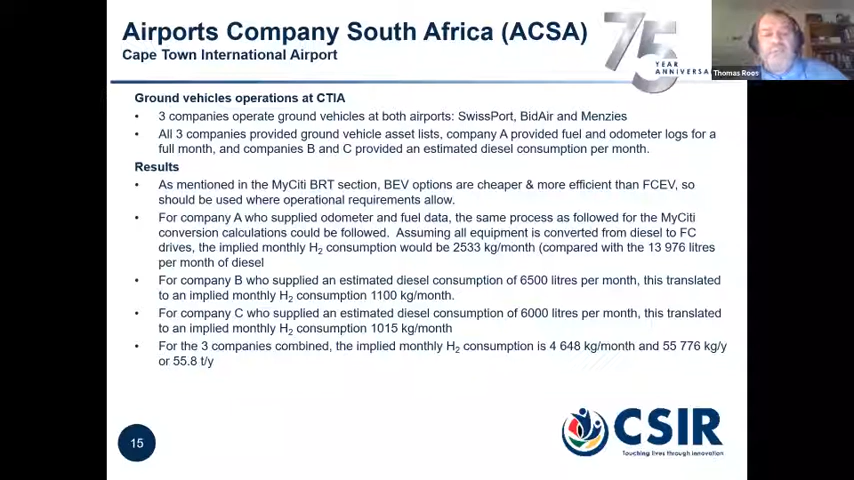 Airports Company South Africa (ACSA)
Cape Town International Airport
75
YEAR
ANNIVERSA
Thomas Roos
Ground vehicles operations at CTIA
• 3 companies operate ground vehicles at both airports: SwissPort, BidAir and Menzies
• All 3 companies provided ground vehicle asset lists, company A provided fuel and odometer logs for a
full month, and companies B and C provided an estimated diesel consumption per month.
Results
• As mentioned in the MyCiti BRT section, BEV options are cheaper & more efficient than FCEV, so
should be used where operational requirements allow.
• For company A who supplied odometer and fuel data, the same process as followed for the MyCiti
conversion calculations could be followed. Assuming all equipment is converted from diesel to FC
drives, the implied monthly H2 consumption would be 2533 kg/month (compared with the 13 976 litres
per month of diesel
• For company B who supplied an estimated diesel consumption of 6500 litres per month, this translated
to an implied monthly H2 consumption 1100 kg/month.
• For company C who supplied an estimated diesel consumption of 6000 litres per month, this translated
to an implied monthly H2 consumption 1015 kg/month
• For the 3 companies combined, the implied monthly H2 consumption is 4 648 kg/month and 55 776 kg/y
or 55.8 t/y
15
CSIR
Touching lives through innovation